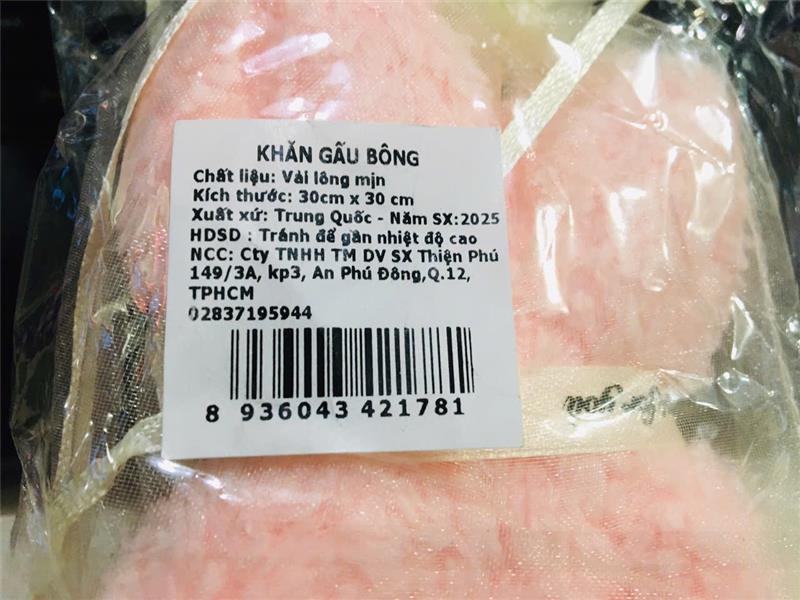 KHĂN GẤU BÔNG
Chất liệu: Vải lông mịn
Kích thước: 30cm x 30 cm
Xuất xứ: Trung Quốc - Năm SX:2025
HDSD : Tránh để gần nhiệt độ cao
NCC: Cty TNHH TM DV SX Thiện Phú
149/3A, kp3, An Phú Đông,Q.12,
TPHCM
02837195944
8 936043 421781